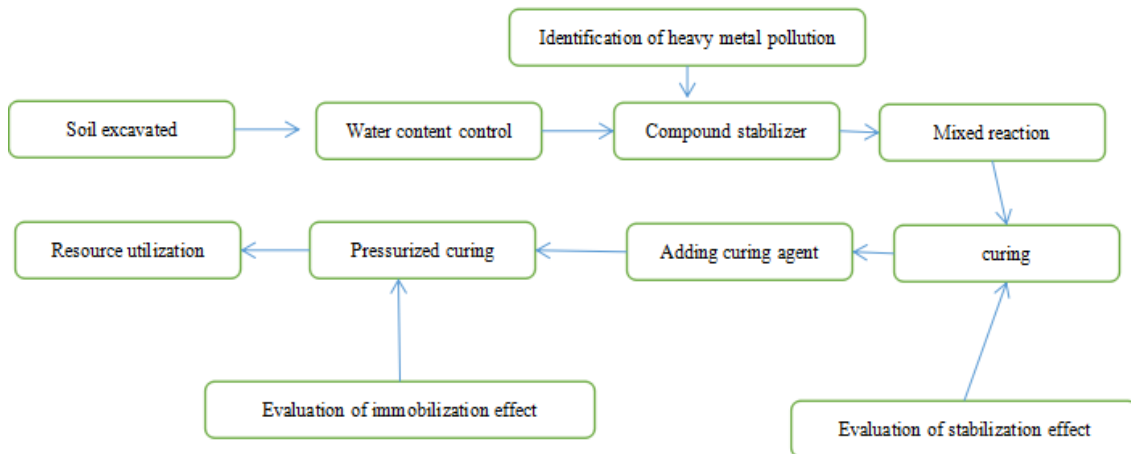 Identification of heavy metal pollution
Soil excavated
Water content control
Compound stabilizer
Mixed reaction
Resource utilization
Pressurized curing
Adding curing agent
curing
Evaluation of immobilization effect
Evaluation of stabilization effect